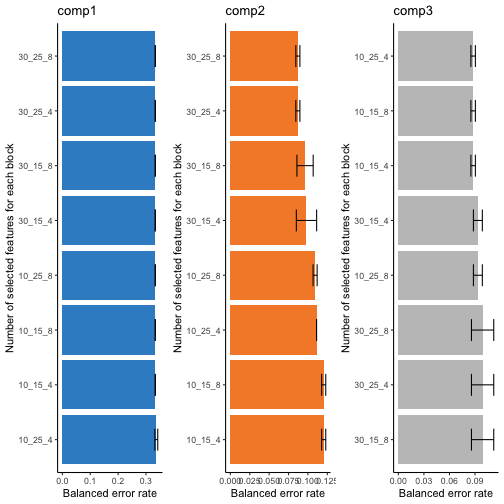 comp1
Number of selected features for each block
30_25_8
30_25_4
30_15_8
30_15_4
10_25_8
10_15_8
10_15_4
10_25_4
0.0 0.1 0.2 0.3
Balanced error rate
comp2
Number of selected features for each block
30_25_8
30_25_4
30_15_8
30_15_4
10_25_8
10_25_4
10_15_8
10_15_4
0.000 0.025 0.050 0.075 0.100 0.125
Balanced error rate
comp3
Number of selected features for each block
10_25_4
10_15_8
10_15_4
30_15_4
10_25_8
30_25_8
30_25_4
30_15_8
0.00 0.03 0.06 0.09
Balanced error rate